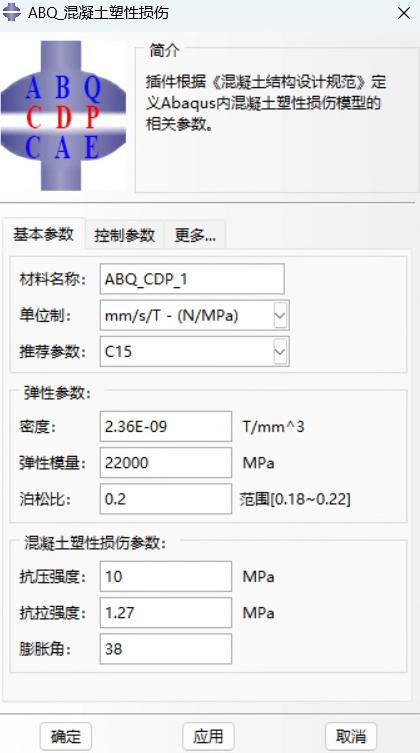 ABQ_混凝土塑性损伤
ABQ
CDP
CAE
简介
插件根据《混凝土结构设计规范》定
义Abaqus内混凝土塑性损伤模型的
相关参数。
基本参数 控制参数 更多...
材料名称: ABQ_CDP_1
单位制: mm/s/T - (N/MPa)
推荐参数: C15
弹性参数:
密度: 2.36E-09 T/mm^3
弹性模量: 22000 MPa
泊松比: 0.2 范围[0.18~0.22]
混凝土塑性损伤参数:
抗压强度: 10 MPa
抗拉强度: 1.27 MPa
膨胀角: 38
确定 应用 取消